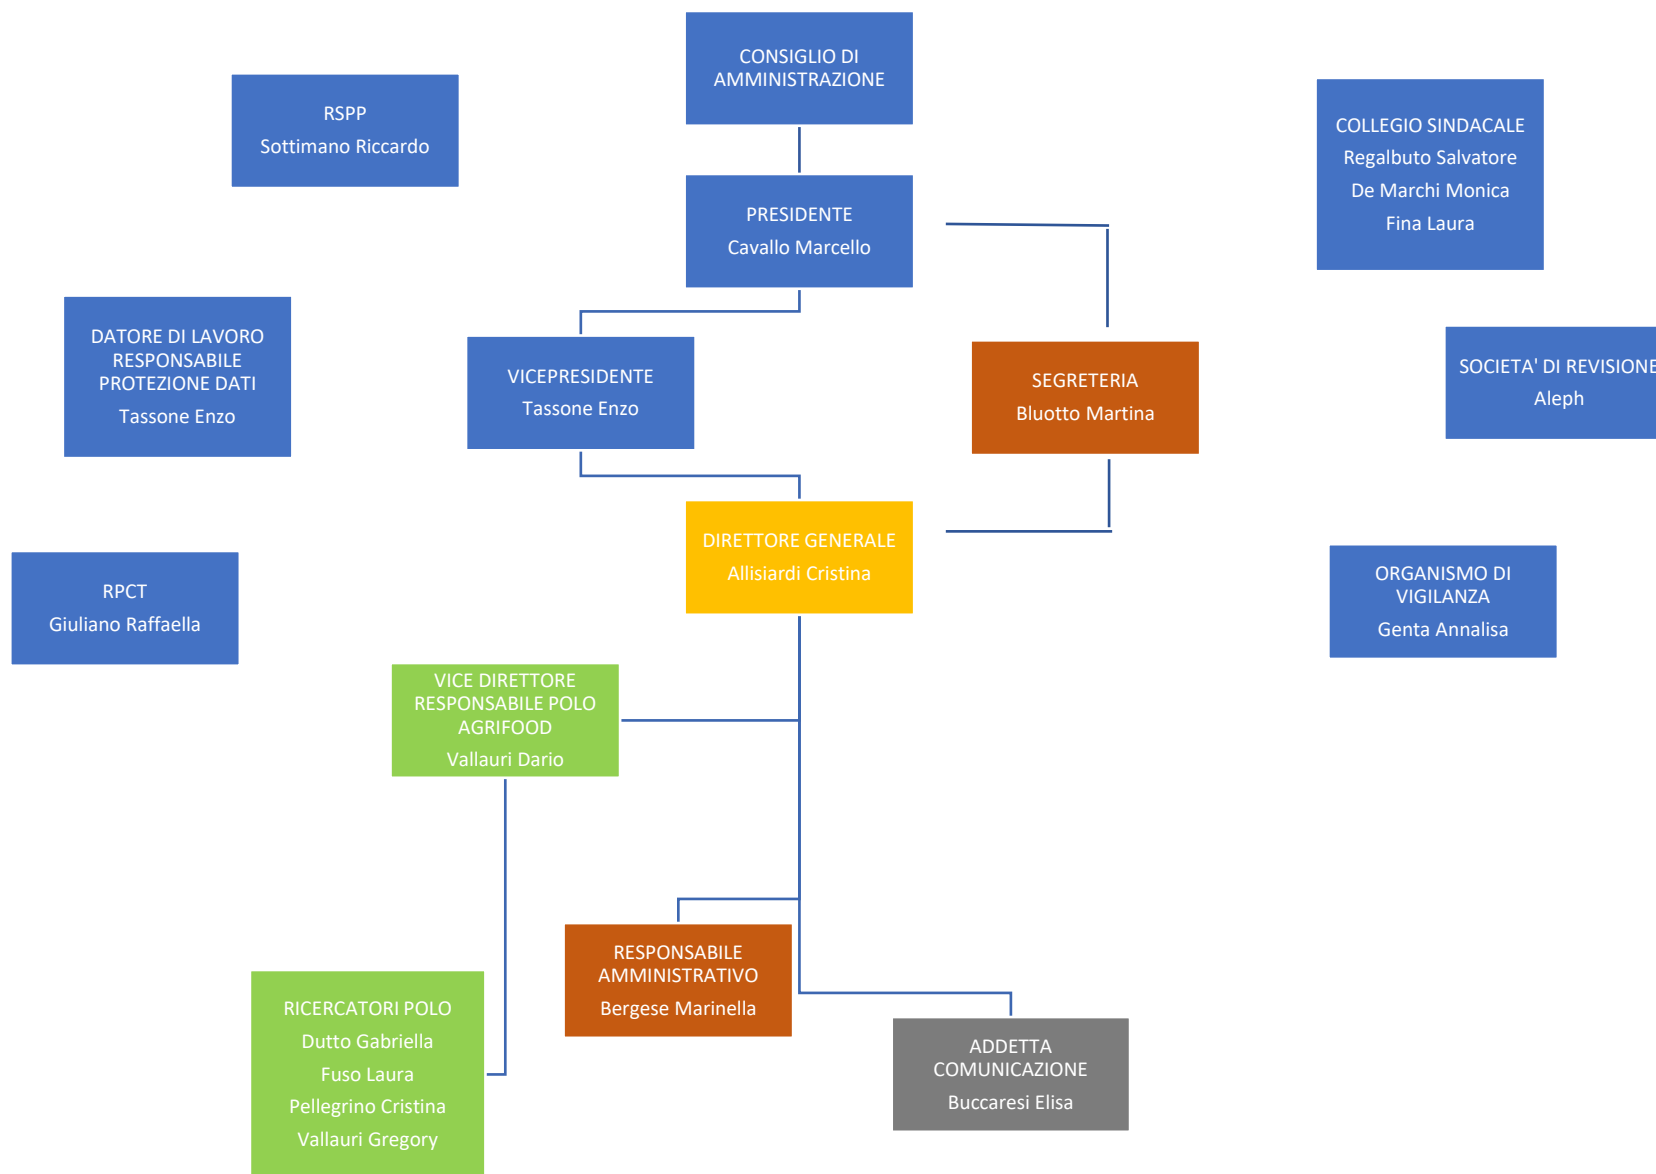 CONSIGLIO DI
AMMINISTRAZIONE
RSPP
Sottimano Riccardo
COLLEGIO SINDACALE
Regalbuto Salvatore
De Marchi Monica
Fina Laura
PRESIDENTE
Cavallo Marcello
DATORE DI LAVORO
RESPONSABILE
PROTEZIONE DATI
Tassone Enzo
VICEPRESIDENTE
Tassone Enzo
SEGRETERIA
Bluotto Martina
SOCIETA' DI REVISIONE
Aleph
DIRETTORE GENERALE
Allisiardi Cristina
RPCT
Giuliano Raffaella
ORGANISMO DI
VIGILANZA
Genta Annalisa
VICE DIRETTORE
RESPONSABILE POLO
AGRIFOOD
Vallauri Dario
RESPONSABILE
AMMINISTRATIVO
Bergese Marinella
RICERCATORI POLO
Dutto Gabriella
Fuso Laura
Pellegrino Cristina
Vallauri Gregory
ADDETTA
COMUNICAZIONE
Buccaresi Elisa